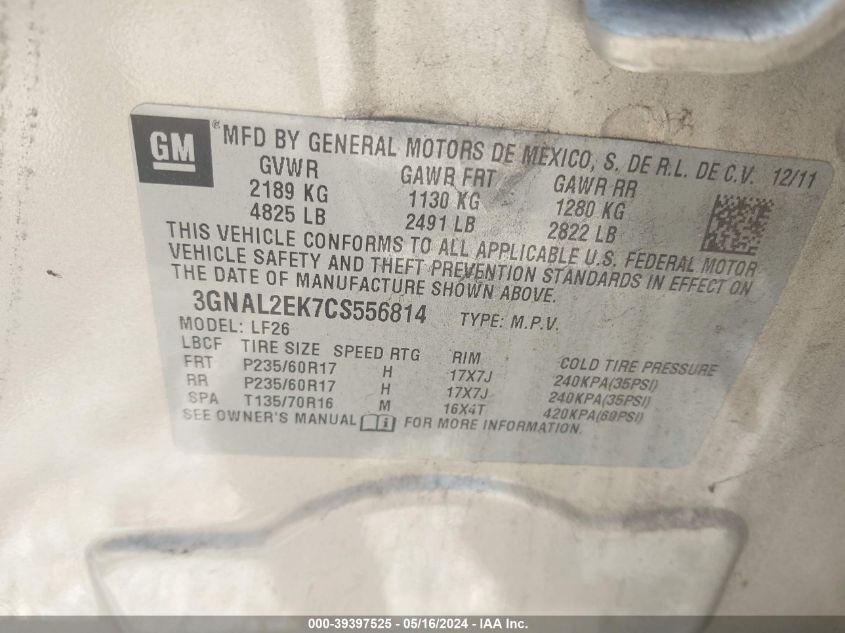 GM
® MFD BY GENERAL MOTORS DE MEXICO, S. DE R.L. DE C.V. 12/11
GVWR GAWR FRT GAWR RR
2189 KG 1130 KG 1280 KG
4825 LB 2491 LB 2822 LB
THIS VEHICLE CONFORMS TO ALL APPLICABLE U.S. FEDERAL MOTOR
VEHICLE SAFETY AND THEFT PREVENTION STANDARDS IN EFFECT ON
THE DATE OF MANUFACTURE SHOWN ABOVE.
3GNAL2EK7CS556814 TYPE: M.P.V.
MODEL: LF26
LBCF TIRE SIZE SPEED RTG RIM COLD TIRE PRESSURE
FRT P235/60R17 H 17X7J 240KPA(35PSI)
RR P235/60R17 H 17X7J 240KPA(35PSI)
SPA T135/70R16 M 16X4T 420KPA(60PSI)
SEE OWNER'S MANUAL FOR MORE INFORMATION.
000-39397525 - 05/16/2024 - IAA Inc.